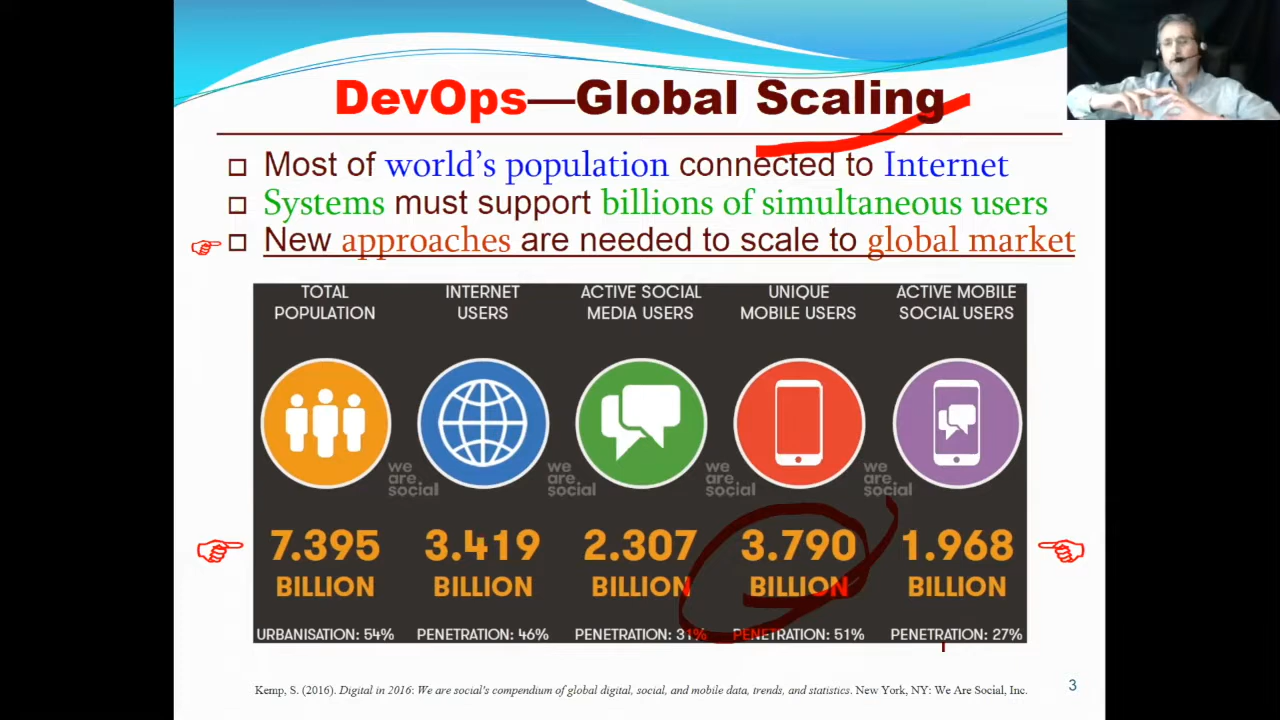 DevOps—Global Scaling
Most of world's population connected to Internet
Systems must support billions of simultaneous users
New approaches are needed to scale to global market
TOTAL POPULATION
INTERNET USERS
ACTIVE SOCIAL MEDIA USERS
UNIQUE MOBILE USERS
ACTIVE MOBILE SOCIAL USERS
we are social
we are social
we are social
we are social
7.395 BILLION
3.419 BILLION
2.307 BILLION
3.790 BILLION
1.968 BILLION
URBANISATION: 54%
PENETRATION: 46%
PENETRATION: 31%
PENETRATION: 51%
PENETRATION: 27%
Kemp, S. (2016). Digital in 2016: We are social's compendium of global digital, social, and mobile data, trends, and statistics. New York, NY: We Are Social, Inc.
3